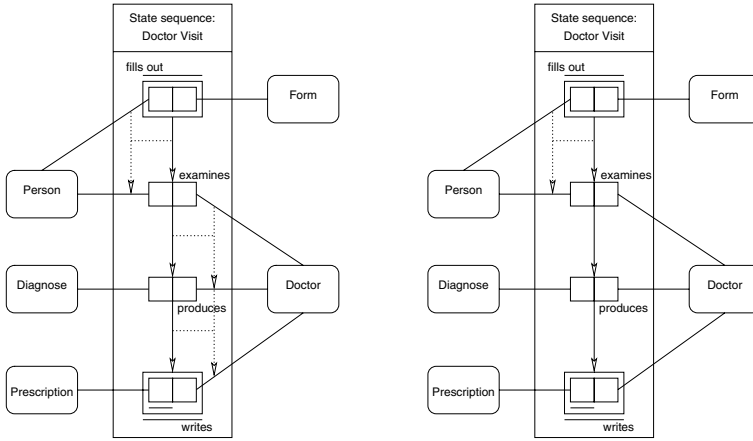 State sequence:
Doctor Visit
fills out
Form
examines
Person
Diagnose
Doctor
produces
Prescription
writes
State sequence:
Doctor Visit
fills out
Form
examines
Person
Diagnose
Doctor
produces
Prescription
writes